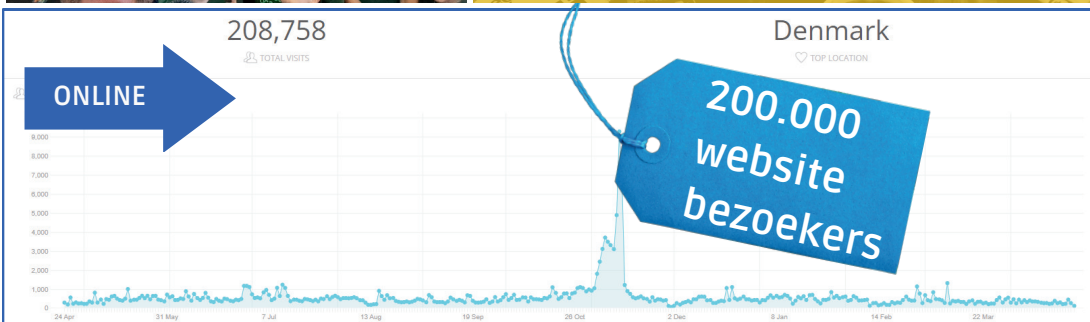 208,758
TOTAL VISITS
Denmark
TOP LOCATION
ONLINE
200.000
website
bezoekers
9,000
8,000
7,000
6,000
5,000
4,000
3,000
2,000
1,000
0
24 Apr 31 May 7 Jul 13 Aug 19 Sep 26 Oct 2 Dec 8 Jan 14 Feb 22 Mar